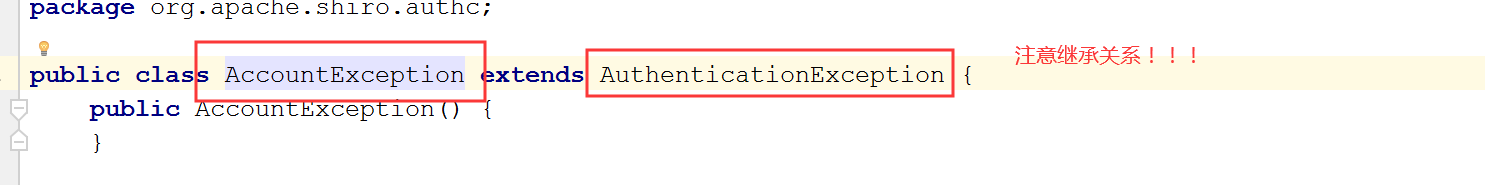 package org.apache.shiro.authc;
public class AccountException extends AuthenticationException {
注意继承关系！！！
public AccountException() {
}